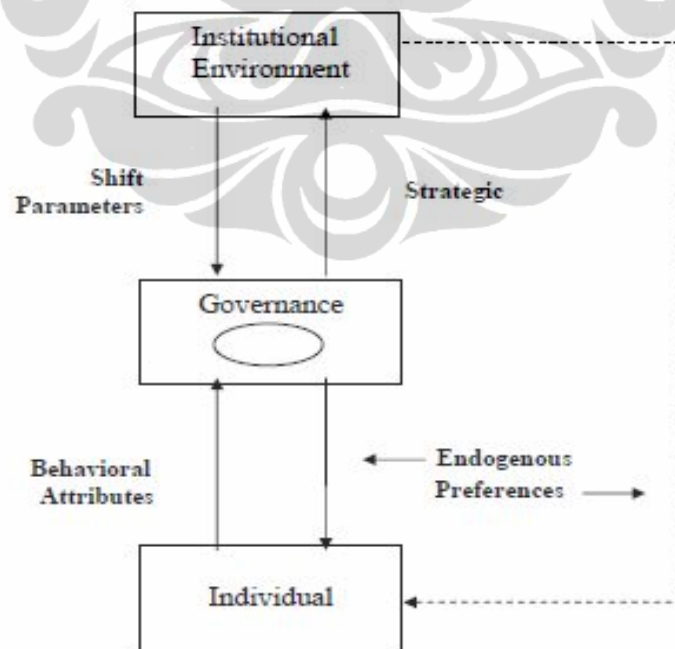 Institutional
Environment
Shift
Parameters
Strategic
Governance
Behavioral
Attributes
Endogenous
Preferences
Individual